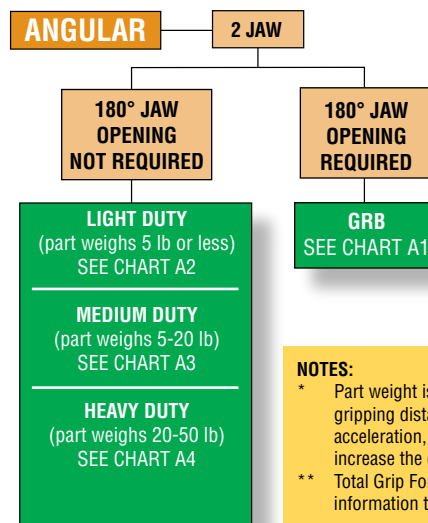 ANGULAR
2 JAW
180° JAW
OPENING
NOT REQUIRED
180° JAW
OPENING
REQUIRED
LIGHT DUTY
(part weighs 5 lb or less)
SEE CHART A2
MEDIUM DUTY
(part weighs 5-20 lb)
SEE CHART A3
HEAVY DUTY
(part weighs 20-50 lb)
SEE CHART A4
GRB
SEE CHART A1
NOTES:
* Part weight is
gripping dista
acceleration,
increase the
** Total Grip Fo
information t